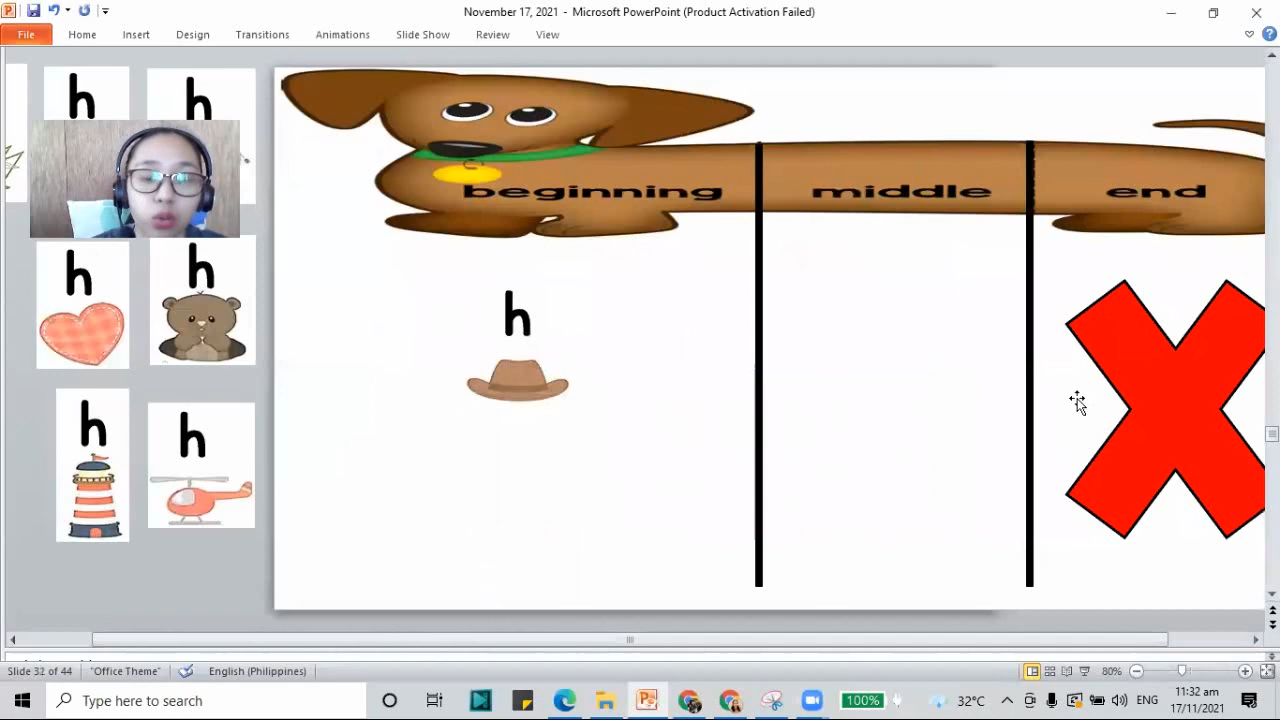 November 17, 2021 - Microsoft PowerPoint (Product Activation Failed)
File Home Insert Design Transitions Animations Slide Show Review View
h h
h h
h h
beginning middle end
h
Slide 32 of 44 "Office Theme" English (Philippines) 80%
Type here to search 100% 32°C ENG 11:32 am
17/11/2021